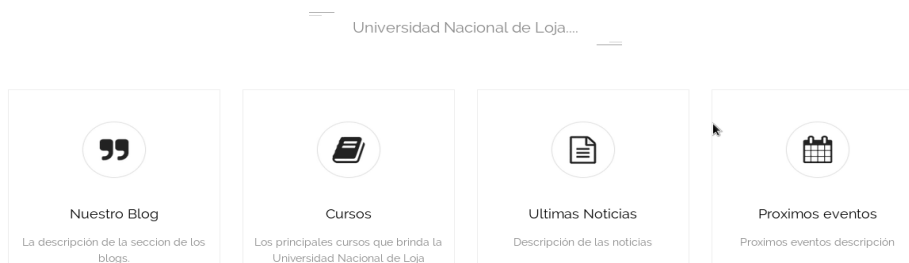 Universidad Nacional de Loja....
Nuestro Blog
La descripción de la seccion de los
blogs.
Cursos
Los principales cursos que brinda la
Universidad Nacional de Loja
Ultimas Noticias
Descripción de las noticias
Proximos eventos
Proximos eventos descripción